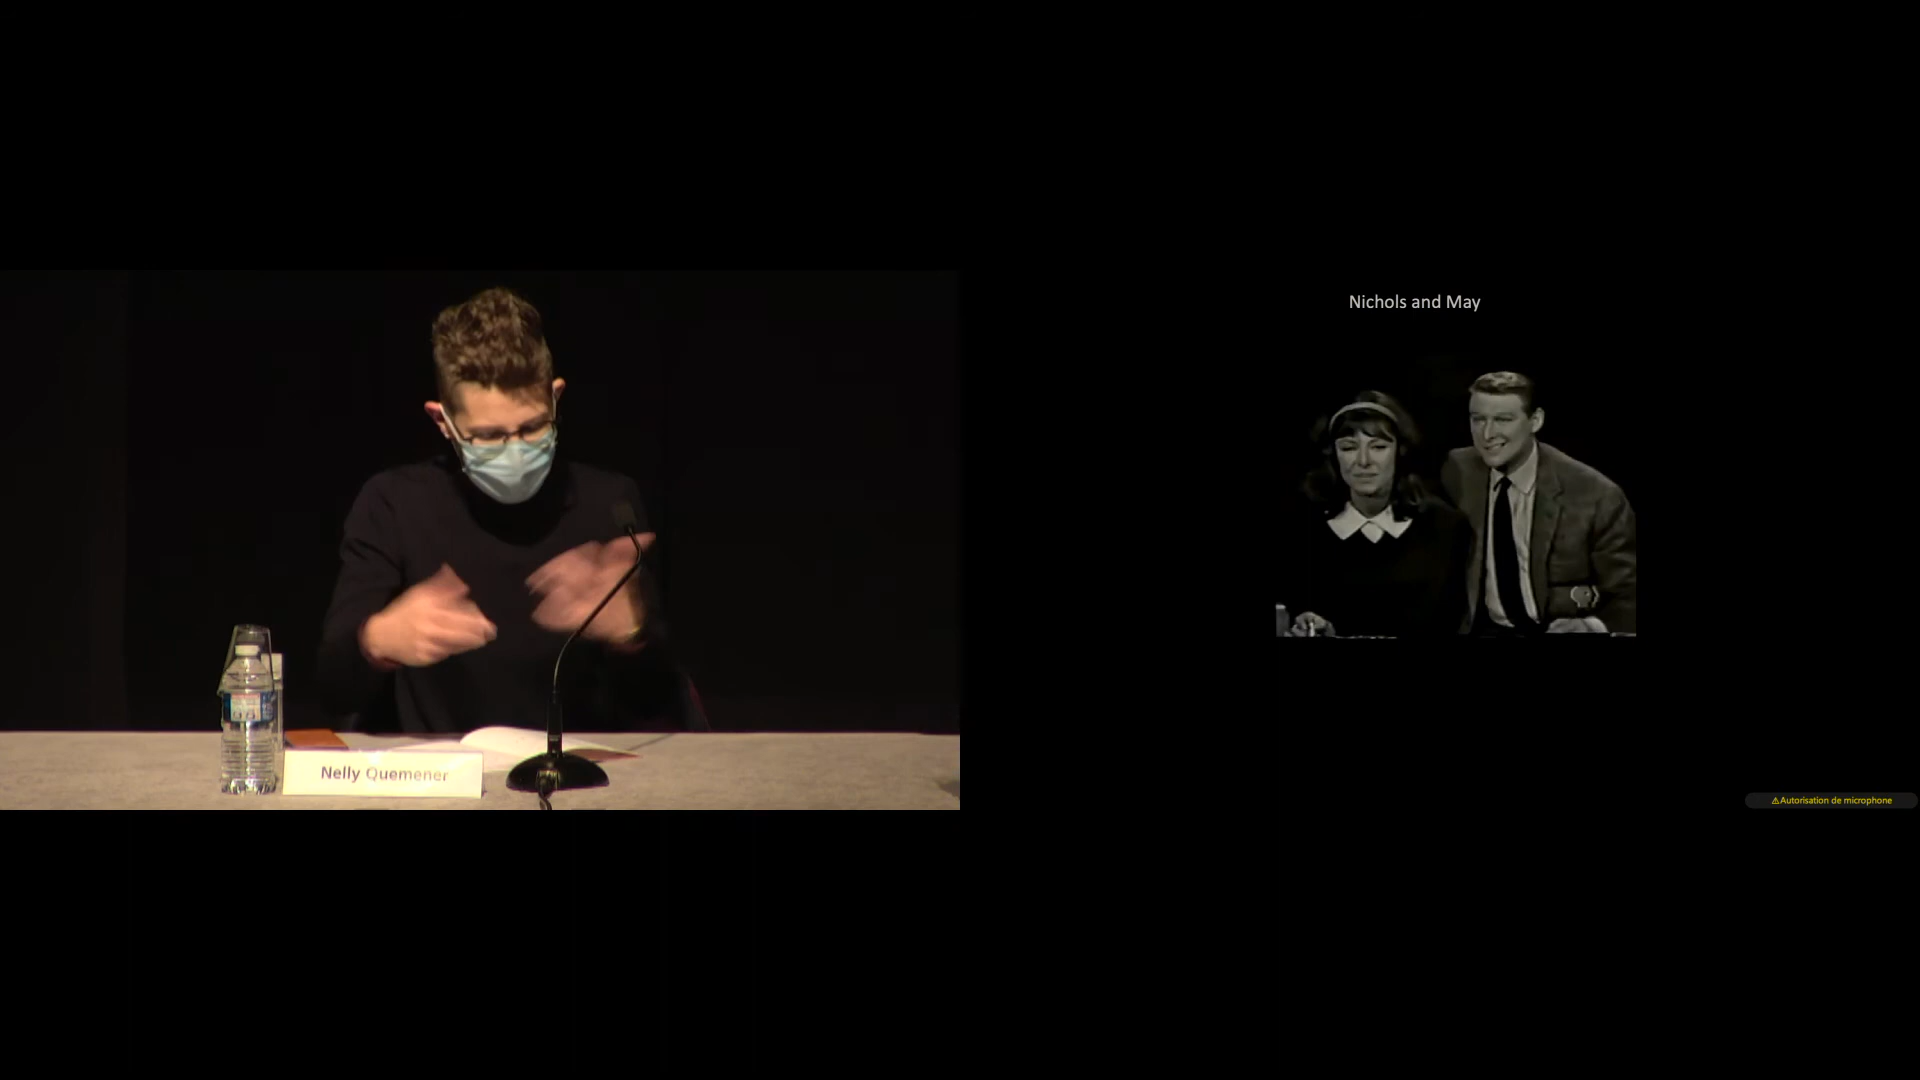 Nichols and May
Nelly Quemener
⚠Autorisation de microphone